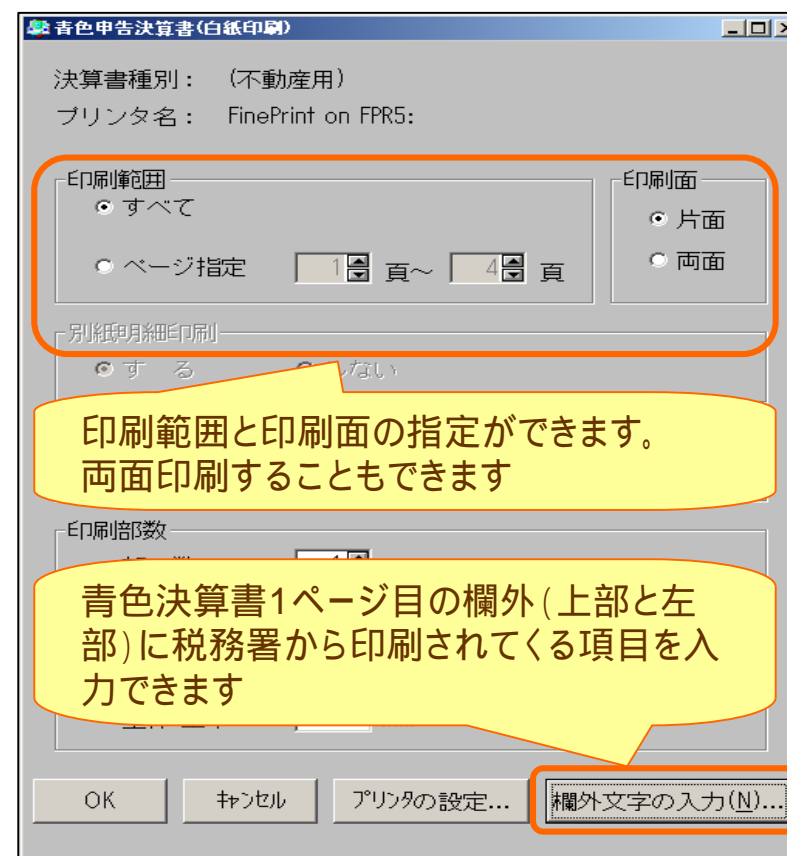 青色申告決算書(白紙印刷)
決算書種別： (不動産用)
プリンタ名： FinePrint on FPR5:
印刷範囲
すべて
ページ指定 1 頁～ 4 頁
印刷面
片面
両面
別紙明細印刷
す る しない
印刷範囲と印刷面の指定ができます。
両面印刷することもできます
印刷部数
1
青色決算書1ページ目の欄外(上部と左
部)に税務署から印刷されてくる項目を入
力できます
OK キャンセル プリンタの設定... 欄外文字の入力(N)...